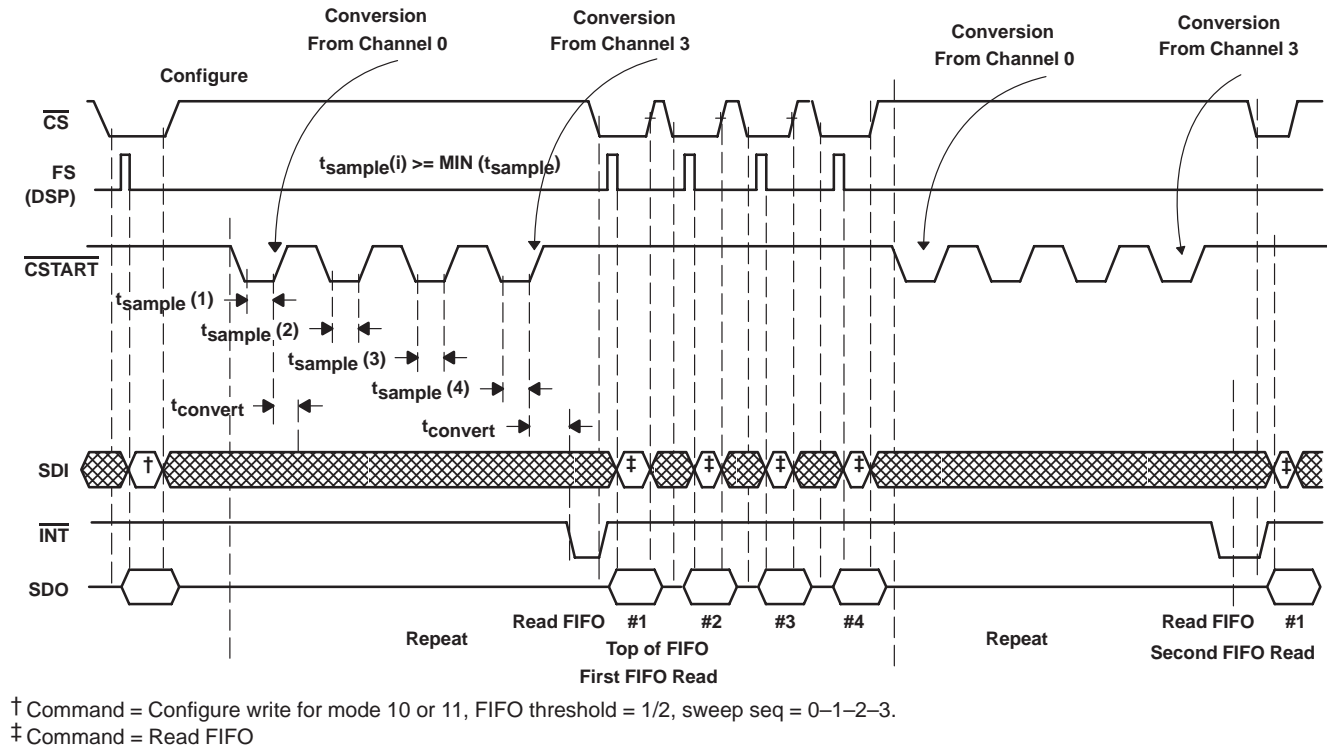 Conversion
From Channel 0
Conversion
From Channel 3
Conversion
From Channel 0
Conversion
From Channel 3
Configure
CS
FS
(DSP)
tsample(i) >= MIN (tsample)
CSTART
tsample (1)
tsample (2)
tsample (3)
tsample (4)
tconvert
tconvert
SDI
†
‡
‡
‡
‡
‡
INT
SDO
Repeat
Read FIFO
#1
#2
#3
#4
Top of FIFO
First FIFO Read
Repeat
Read FIFO
#1
Second FIFO Read
† Command = Configure write for mode 10 or 11, FIFO threshold = 1/2, sweep seq = 0–1–2–3.
‡ Command = Read FIFO